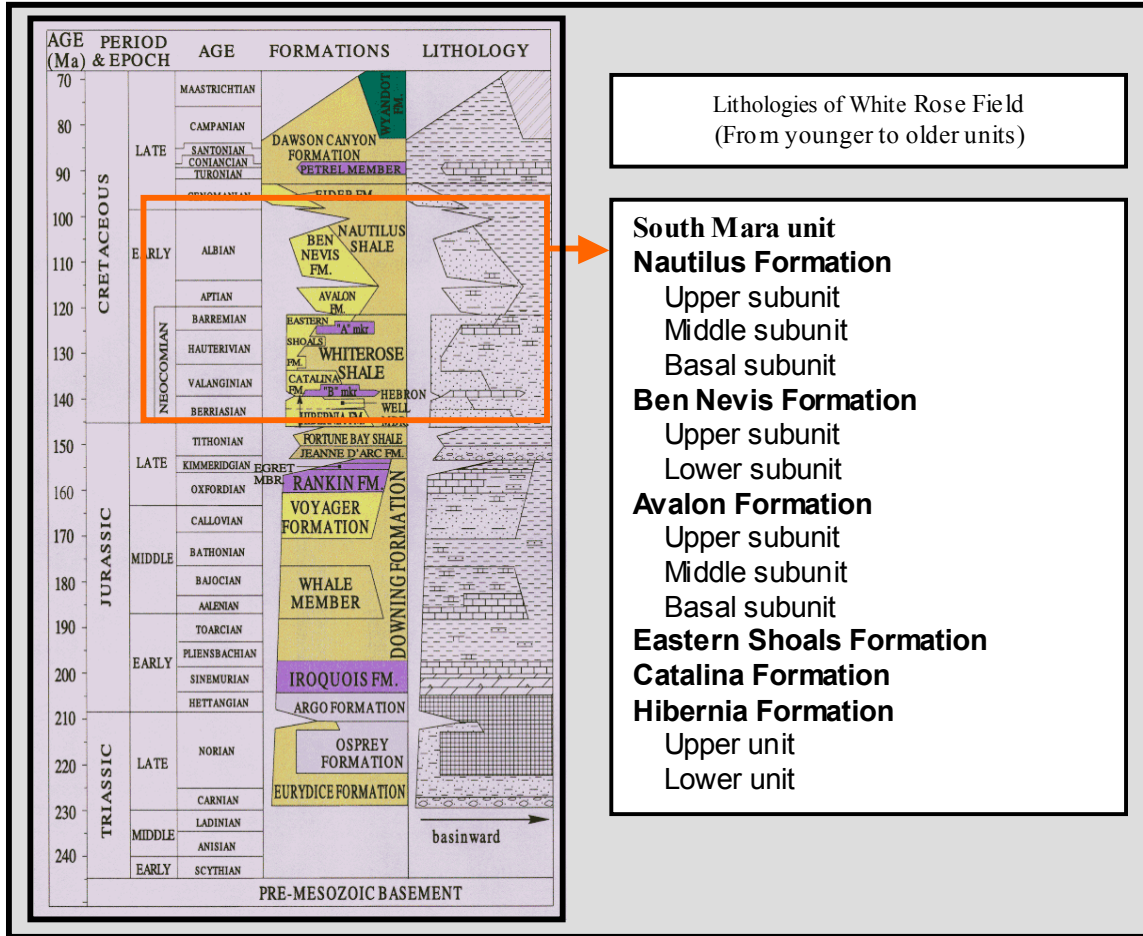 AGE (Ma)
PERIOD & EPOCH
AGE
FORMATIONS
LITHOLOGY
70
80
90
100
110
120
130
140
150
160
170
180
190
200
210
220
230
240
CRETACEOUS
JURASSIC
TRIASSIC
LATE
EARLY
NEOCOMIAN
LATE
MIDDLE
EARLY
LATE
MIDDLE
EARLY
MAASTRICHTIAN
CAMPANIAN
SANTONIAN
CONIANCIAN
TURONIAN
ALBIAN
APTIAN
BARREMIAN
HAUTERIVIAN
VALANGINIAN
BERRIASIAN
TITHONIAN
KIMMERIDGIAN
OXFORDIAN
CALLOVIAN
BATHONIAN
BAJOCIAN
AALENIAN
TOARCIAN
PLIENSBACHIAN
SINEMURIAN
HETTANGIAN
NORIAN
CARNIAN
LADINIAN
ANISIAN
SCYTHIAN
WYANDOT FM.
DAWSON CANYON
FORMATION
PETREL MEMBER
NAUTILUS
SHALE
BEN
NEVIS
FM.
AVALON
FM.
EASTERN
SHOALS
FM.
"A" mkr
WHITEROSE
SHALE
CATALINA
FM.
"B" mkr
HEBRON
WELL
FORTUNE BAY SHALE
JEANNE D'ARC FM.
EGRET
MBR.
RANKIN FM.
VOYAGER
FORMATION
DOWNING FORMATION
WHALE
MEMBER
IROQUOIS FM.
ARGO FORMATION
OSPREY
FORMATION
EURYDICE FORMATION
basinward
PRE-MESOZOIC BASEMENT
Lithologies of White Rose Field
(From younger to older units)
South Mara unit
Nautilus Formation
Upper subunit
Middle subunit
Basal subunit
Ben Nevis Formation
Upper subunit
Lower subunit
Avalon Formation
Upper subunit
Middle subunit
Basal subunit
Eastern Shoals Formation
Catalina Formation
Hibernia Formation
Upper unit
Lower unit